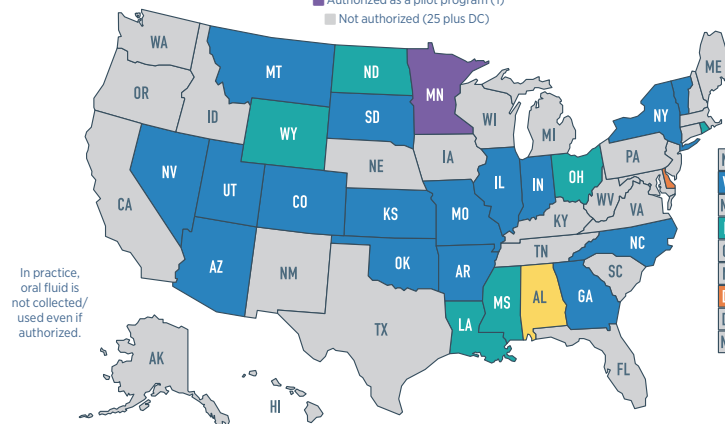 Authorized as a pilot program (1)
Not authorized (25 plus DC)
WA
MT
ND
MN
ME
OR
ID
WY
SD
WI
MI
NY
NV
UT
CO
NE
IA
IL
IN
OH
PA
WV
VA
CA
KS
MO
KY
NC
AZ
NM
OK
AR
TN
SC
TX
LA
MS
AL
GA
FL
In practice,
oral fluid is
not collected/
used even if
authorized.
AK
HI